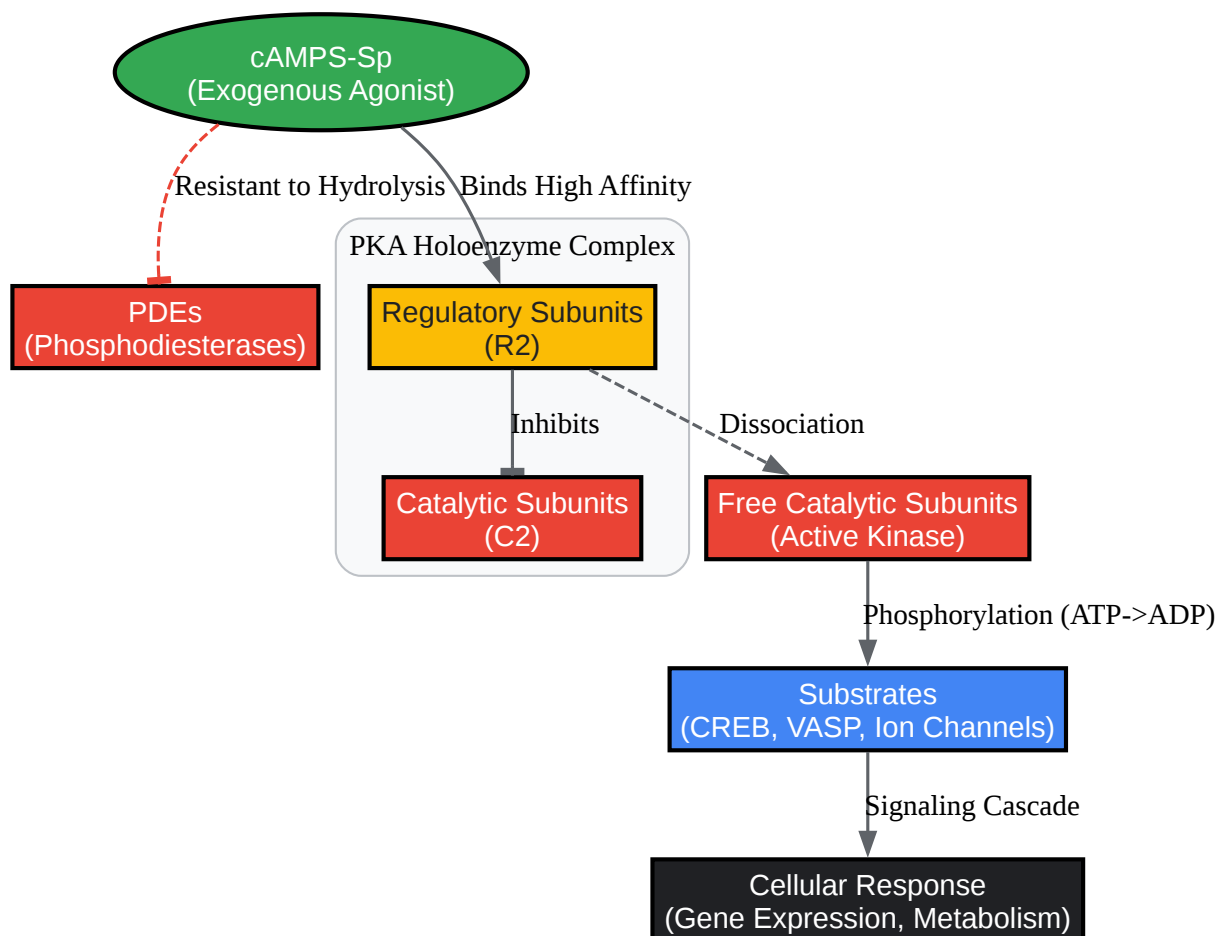 cAMPS-Sp
(Exogenous Agonist)
Resistant to Hydrolysis
Binds High Affinity
PKA Holoenzyme Complex
PDEs
(Phosphodiesterases)
Regulatory Subunits
(R2)
Inhibits
Dissociation
Catalytic Subunits
(C2)
Free Catalytic Subunits
(Active Kinase)
Phosphorylation (ATP->ADP)
Substrates
(CREB, VASP, Ion Channels)
Signaling Cascade
Cellular Response
(Gene Expression, Metabolism)